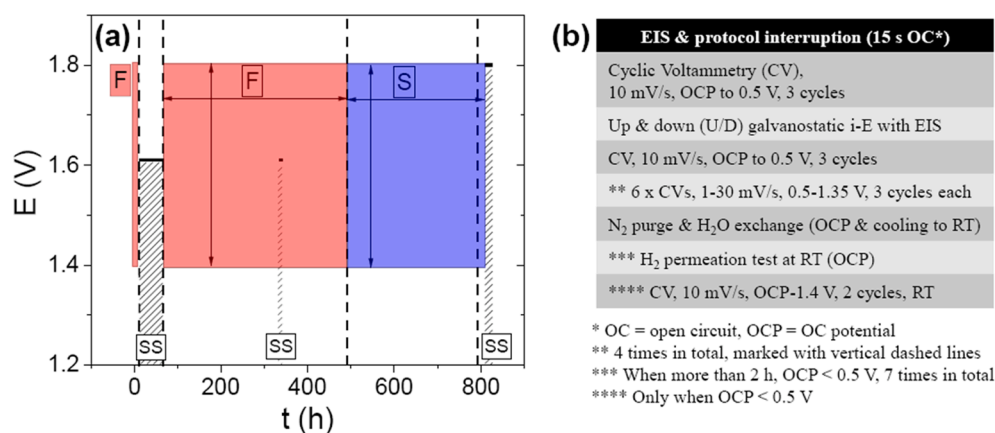 (a)
F
F
S
E (V)
1.8
1.6
1.4
1.2
SS
SS
SS
0
200
400
600
800
t (h)
(b)
EIS & protocol interruption (15 s OC*)
Cyclic Voltammetry (CV),
10 mV/s, OCP to 0.5 V, 3 cycles
Up & down (U/D) galvanostatic i-E with EIS
CV, 10 mV/s, OCP to 0.5 V, 3 cycles
** 6 x CVs, 1-30 mV/s, 0.5-1.35 V, 3 cycles each
N₂ purge & H₂O exchange (OCP & cooling to RT)
*** H₂ permeation test at RT (OCP)
**** CV, 10 mV/s, OCP-1.4 V, 2 cycles, RT
* OC = open circuit, OCP = OC potential
** 4 times in total, marked with vertical dashed lines
*** When more than 2 h, OCP < 0.5 V, 7 times in total
**** Only when OCP < 0.5 V